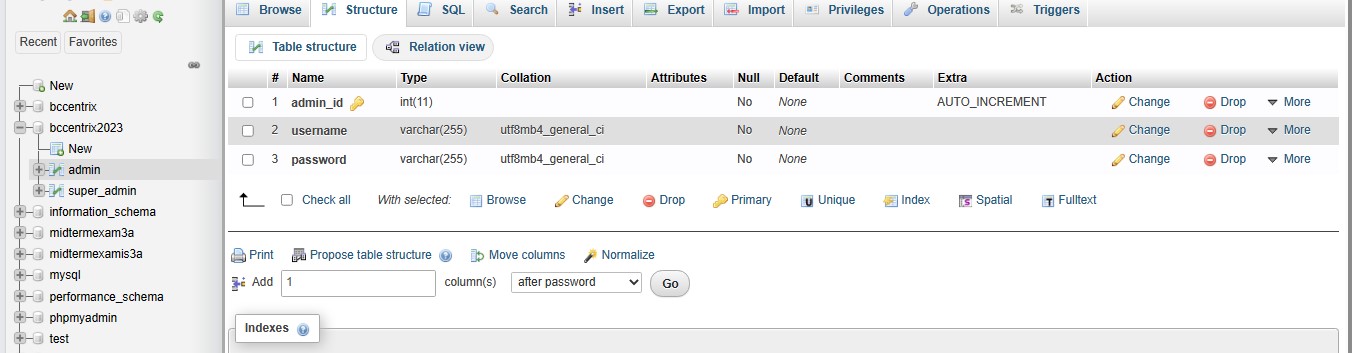 Browse Structure SQL Search Insert Export Import Privileges Operations Triggers
Recent Favorites
New
bccentrix
bccentrix2023
New
admin
super_admin
information_schema
midtermexam3a
midtermexamis3a
mysql
performance_schema
phpmyadmin
test
Table structure Relation view
# Name Type Collation Attributes Null Default Comments Extra Action
1 admin_id int(11) No None AUTO_INCREMENT Change Drop More
2 username varchar(255) utf8mb4_general_ci No None Change Drop More
3 password varchar(255) utf8mb4_general_ci No None Change Drop More
Check all With selected: Browse Change Drop Primary Unique Index Spatial Fulltext
Print Propose table structure Move columns Normalize
Add 1 column(s) after password Go
Indexes